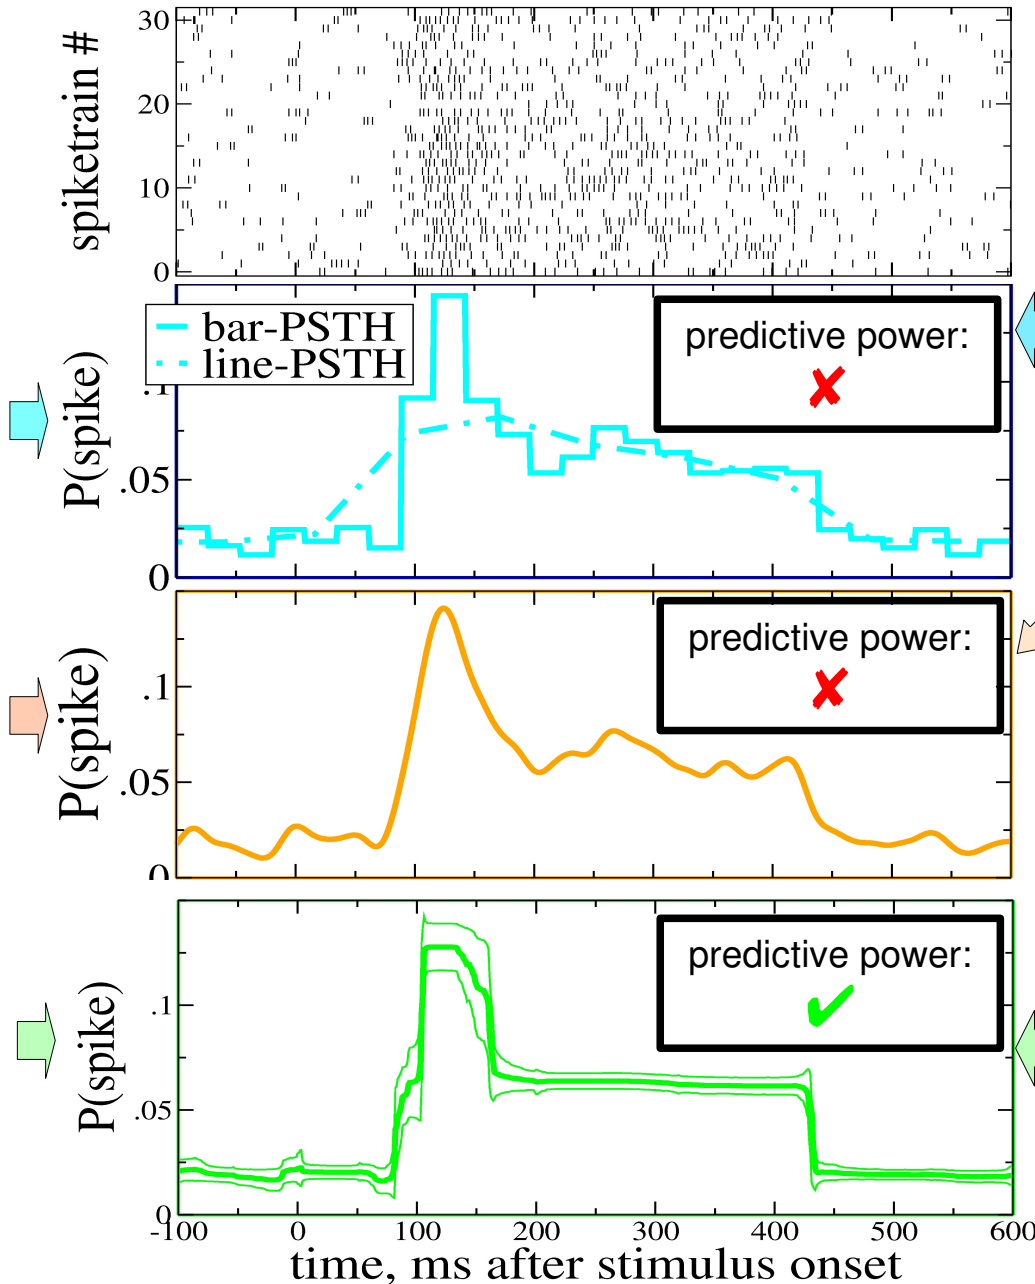 30
20
10
0
spiketrain #
bar-PSTH
line-PSTH
predictive power:
✘
.1
.05
0
P(spike)
predictive power:
✘
.1
.05
0
P(spike)
predictive power:
✔
.1
.05
0
P(spike)
-100 0 100 200 300 400 500 600
time, ms after stimulus onset